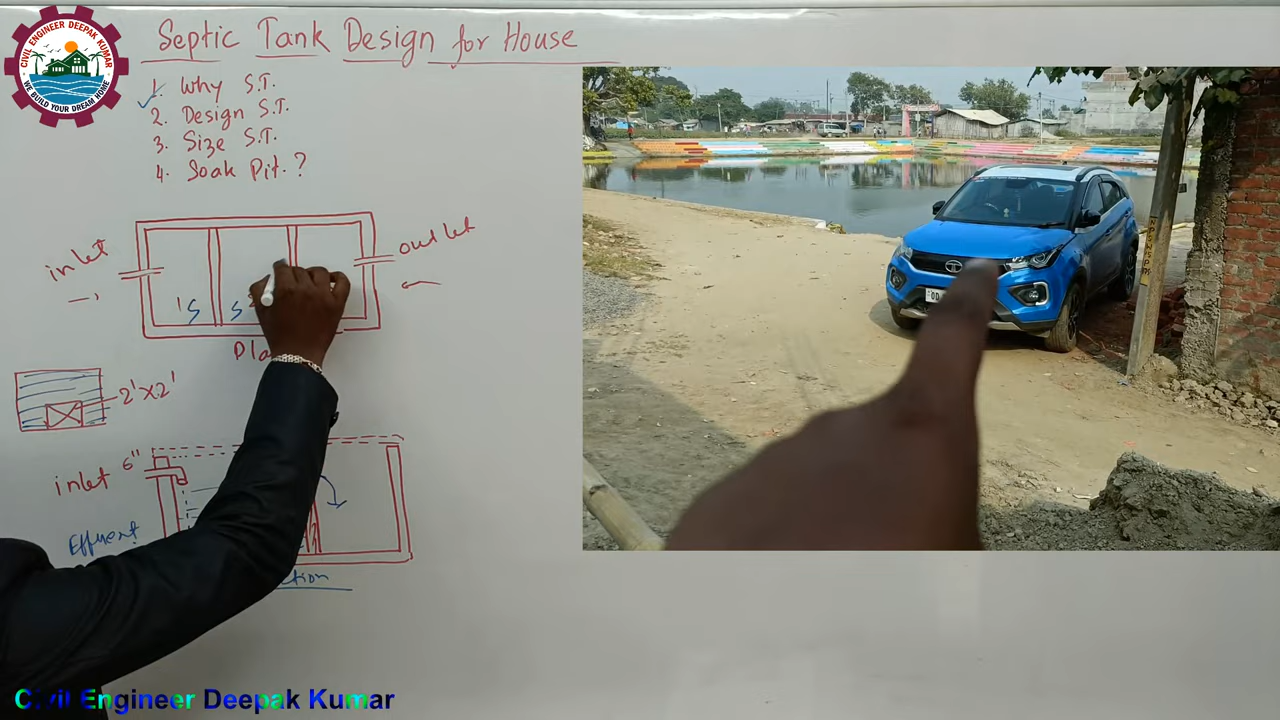 CIVIL ENGINEER DEEPAK KUMAR
WE BUILD YOUR DREAM HOME
Septic Tank Design for House
1. Why S.T.
2. Design S.T.
3. Size S.T.
4. Soak Pit. ?
inlet
outlet
2'x2'
inlet 6"
Effluent
Civil Engineer Deepak Kumar